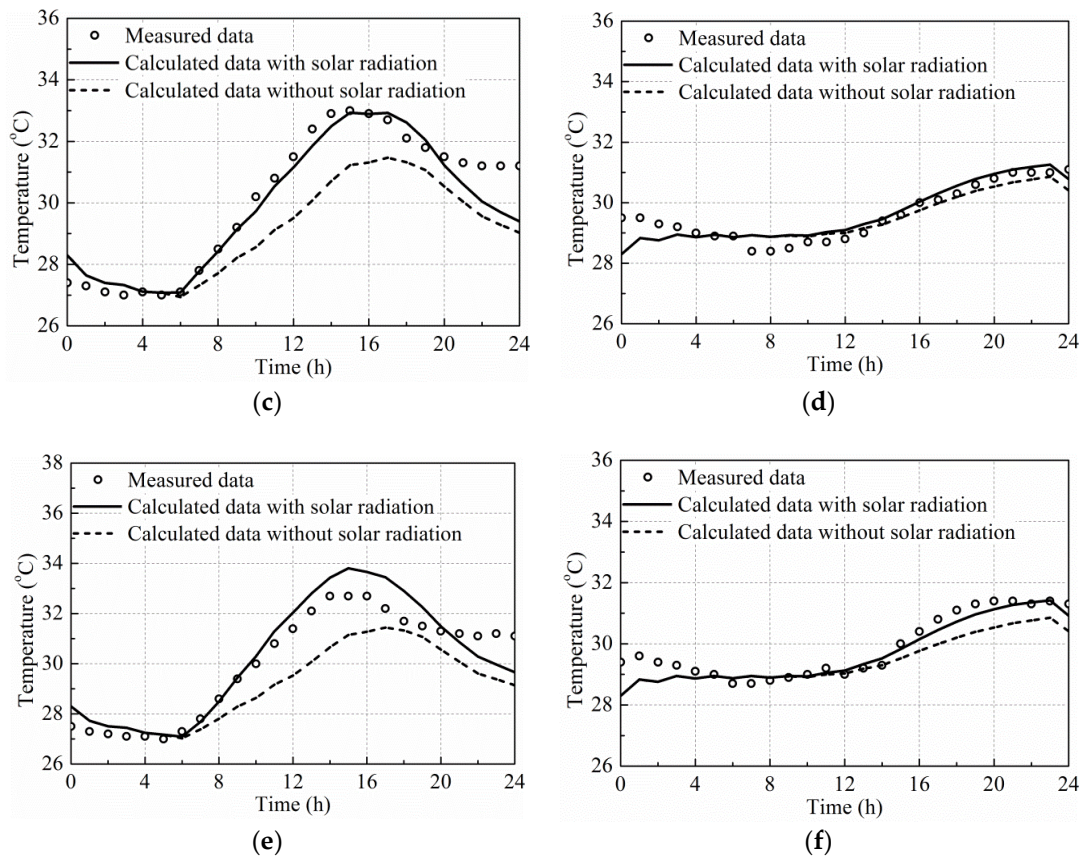 36
34
32
30
28
26
Temperature (°C)
Measured data
Calculated data with solar radiation
Calculated data without solar radiation
0 4 8 12 16 20 24
Time (h)
(c)
36
34
32
30
28
26
Temperature (°C)
Measured data
Calculated data with solar radiation
Calculated data without solar radiation
0 4 8 12 16 20 24
Time (h)
(d)
38
36
34
32
30
28
26
Temperature (°C)
Measured data
Calculated data with solar radiation
Calculated data without solar radiation
0 4 8 12 16 20 24
Time (h)
(e)
36
34
32
30
28
26
Temperature (°C)
Measured data
Calculated data with solar radiation
Calculated data without solar radiation
0 4 8 12 16 20 24
Time (h)
(f)